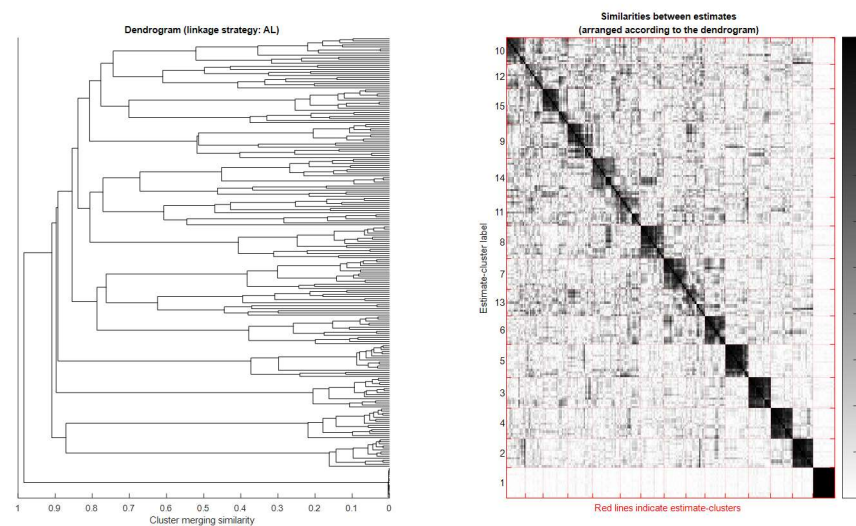 Dendrogram (linkage strategy: AL)
1 0.9 0.8 0.7 0.6 0.5 0.4 0.3 0.2 0.1 0
Cluster merging similarity
Similarities between estimates
(arranged according to the dendrogram)
Estimate-cluster label
10
12
15
9
14
11
8
7
13
6
5
3
4
2
1
Red lines indicate estimate-clusters